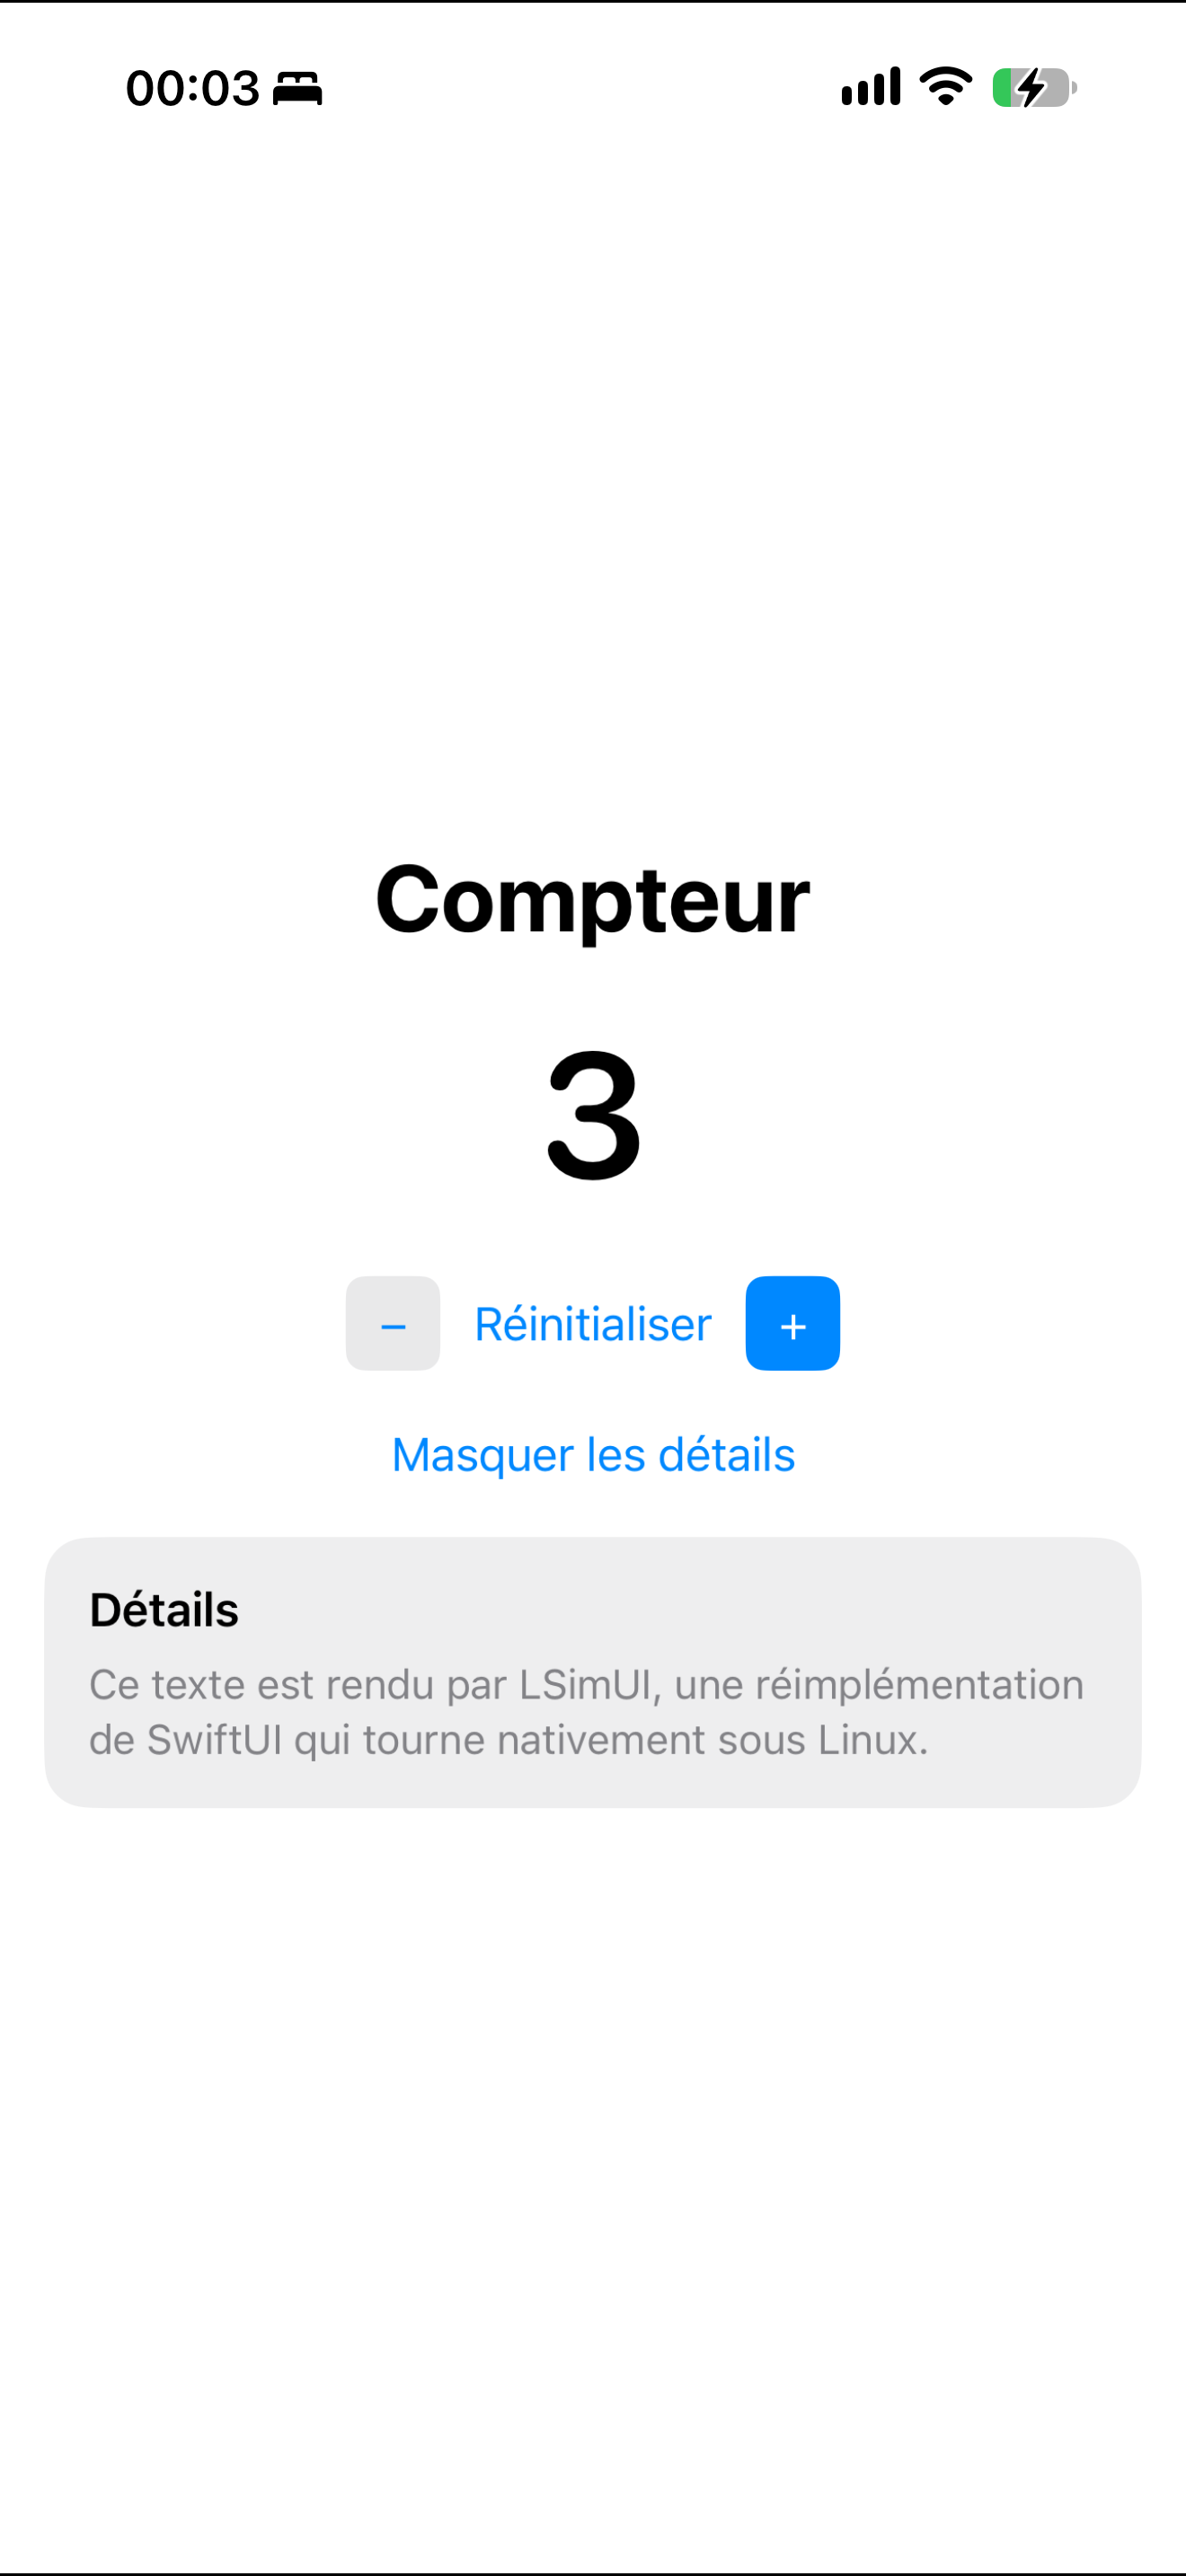 00:03
Compteur
3
− Réinitialiser +
Masquer les détails
Détails
Ce texte est rendu par LSimUI, une réimplémentation
de SwiftUI qui tourne nativement sous Linux.